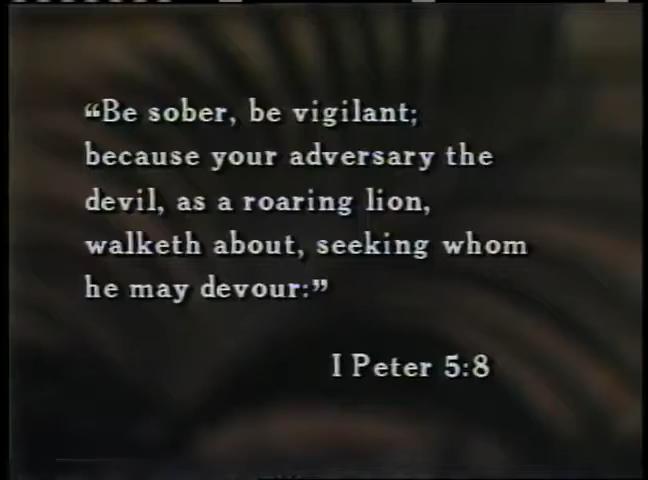 “Be sober, be vigilant;
because your adversary the
devil, as a roaring lion,
walketh about, seeking whom
he may devour:”
I Peter 5:8